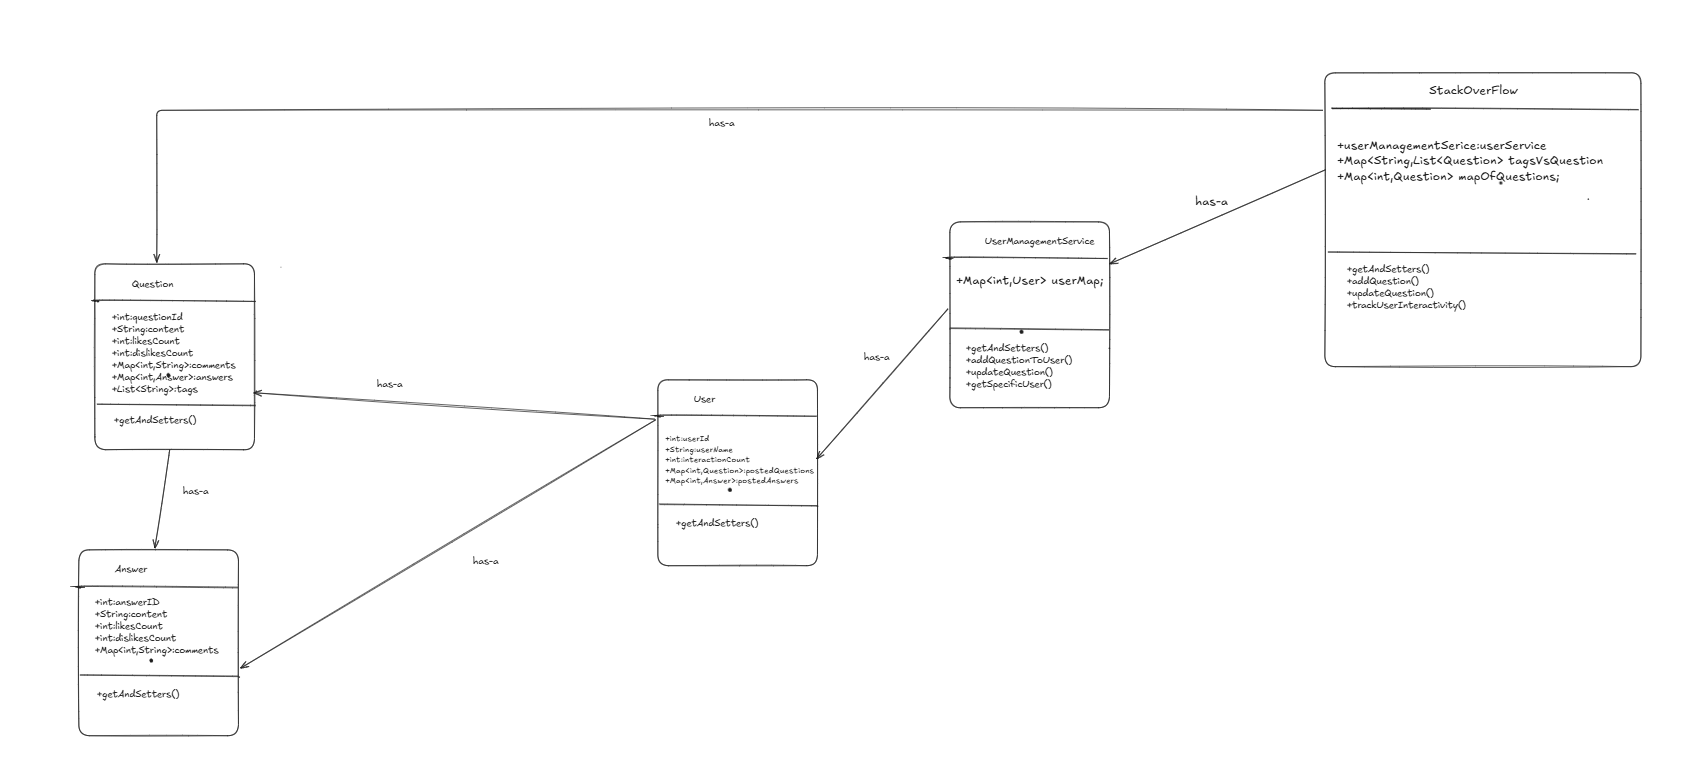 StackOverFlow
+userManagementSerice:userService
+Map<String,List<Question> tagsVsQuestion
+Map<int,Question> mapOfQuestions;
+getAndSetters()
+addQuestion()
+updateQuestion()
+trackUserInteractivity()
has-a
has-a
UserManagementService
+Map<int,User> userMap;
+getAndSetters()
+addQuestionToUser()
+updateQuestion()
+getSpecificUser()
has-a
User
+int:userId
+String:userName
+int:interactionCount
+Map<int,Question>:postedQuestions
+Map<int,Answer>:postedAnswers
+getAndSetters()
has-a
has-a
Question
+int:questionId
+String:content
+int:likesCount
+int:dislikesCount
+Map<int,String>:comments
+Map<int,Answer>:answers
+List<String>:tags
+getAndSetters()
has-a
Answer
+int:answerID
+String:content
+int:likesCount
+int:dislikesCount
+Map<int,String>:comments
+getAndSetters()